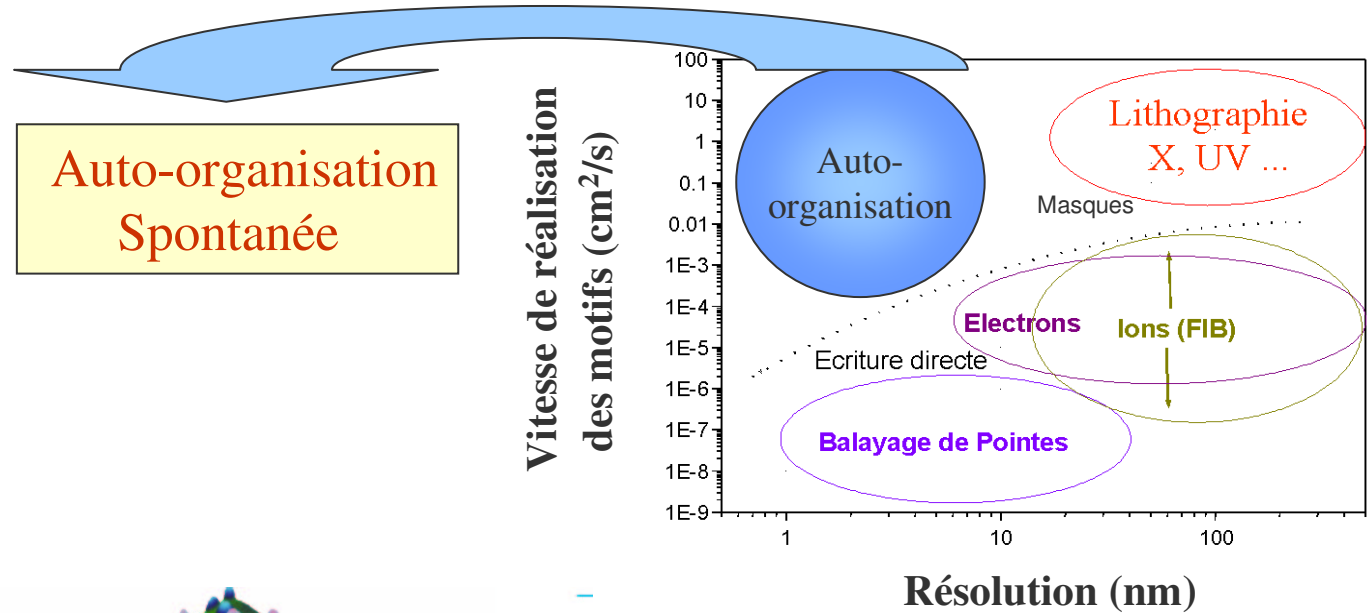 Auto-organisation
Spontanée
Vitesse de réalisation
des motifs (cm²/s)
100
10
1
0.1
0.01
1E-3
1E-4
1E-5
1E-6
1E-7
1E-8
1E-9
Auto-
organisation
Lithographie
X, UV ...
Masques
Electrons
Ions (FIB)
Ecriture directe
Balayage de Pointes
1
10
100
Résolution (nm)